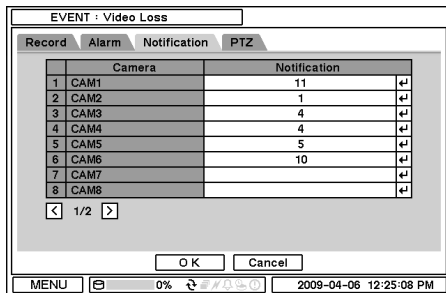 EVENT : Video Loss
Record Alarm Notification PTZ
Camera Notification
1 CAM1 11
2 CAM2 1
3 CAM3 4
4 CAM4 4
5 CAM5 5
6 CAM6 10
7 CAM7
8 CAM8
< 1/2 >
OK Cancel
MENU 0% 2009-04-06 12:25:08 PM